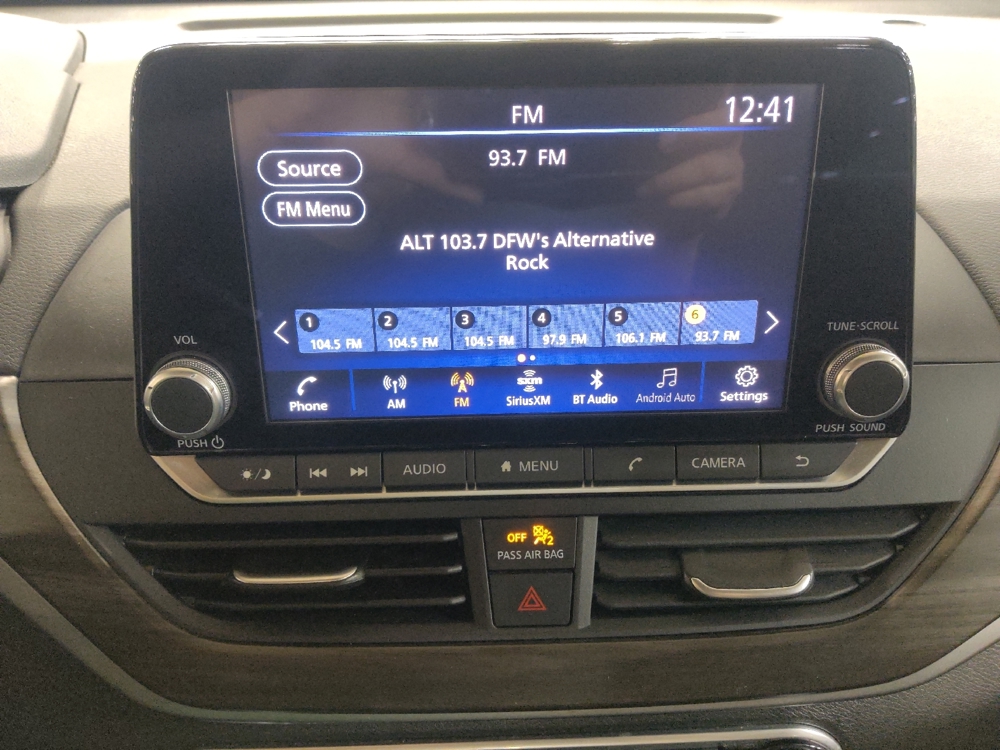 FM
12:41
Source
93.7 FM
FM Menu
ALT 103.7 DFW's Alternative
Rock
1
2
3
4
5
6
104.5 FM
104.5 FM
104.5 FM
97.9 FM
106.1 FM
93.7 FM
VOL
TUNE·SCROLL
Phone
AM
FM
sxm
SiriusXM
BT Audio
Android Auto
Settings
PUSH
PUSH SOUND
AUDIO
MENU
CAMERA
OFF
2
PASS AIR BAG